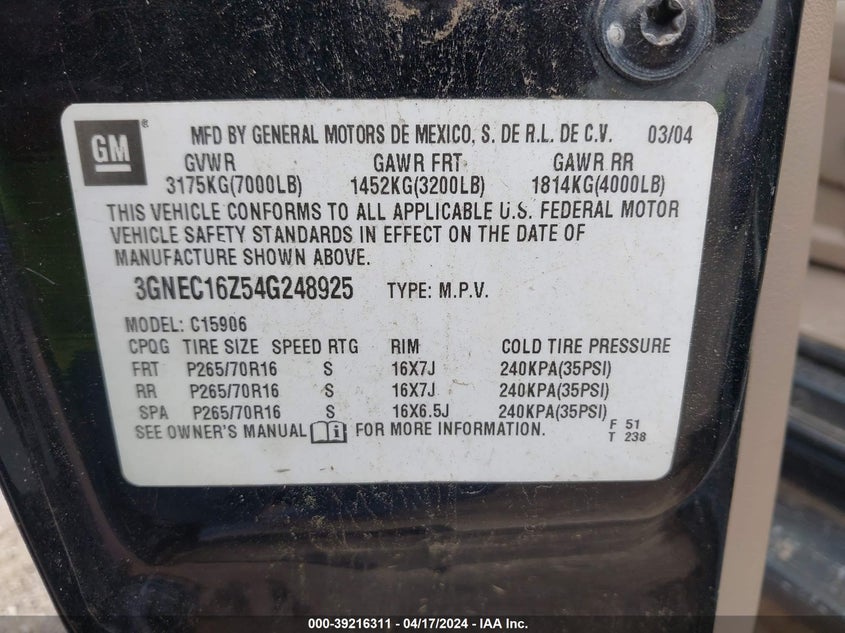 GM ® MFD BY GENERAL MOTORS DE MEXICO, S. DE R.L. DE C.V. 03/04
GVWR GAWR FRT GAWR RR
3175KG(7000LB) 1452KG(3200LB) 1814KG(4000LB)
THIS VEHICLE CONFORMS TO ALL APPLICABLE U.S. FEDERAL MOTOR
VEHICLE SAFETY STANDARDS IN EFFECT ON THE DATE OF
MANUFACTURE SHOWN ABOVE.
3GNEC16Z54G248925 TYPE: M.P.V.
MODEL: C15906
CPQG TIRE SIZE SPEED RTG RIM COLD TIRE PRESSURE
FRT P265/70R16 S 16X7J 240KPA(35PSI)
RR P265/70R16 S 16X7J 240KPA(35PSI)
SPA P265/70R16 S 16X6.5J 240KPA(35PSI)
SEE OWNER'S MANUAL i FOR MORE INFORMATION. F 51
T 238
000-39216311 - 04/17/2024 - IAA Inc.